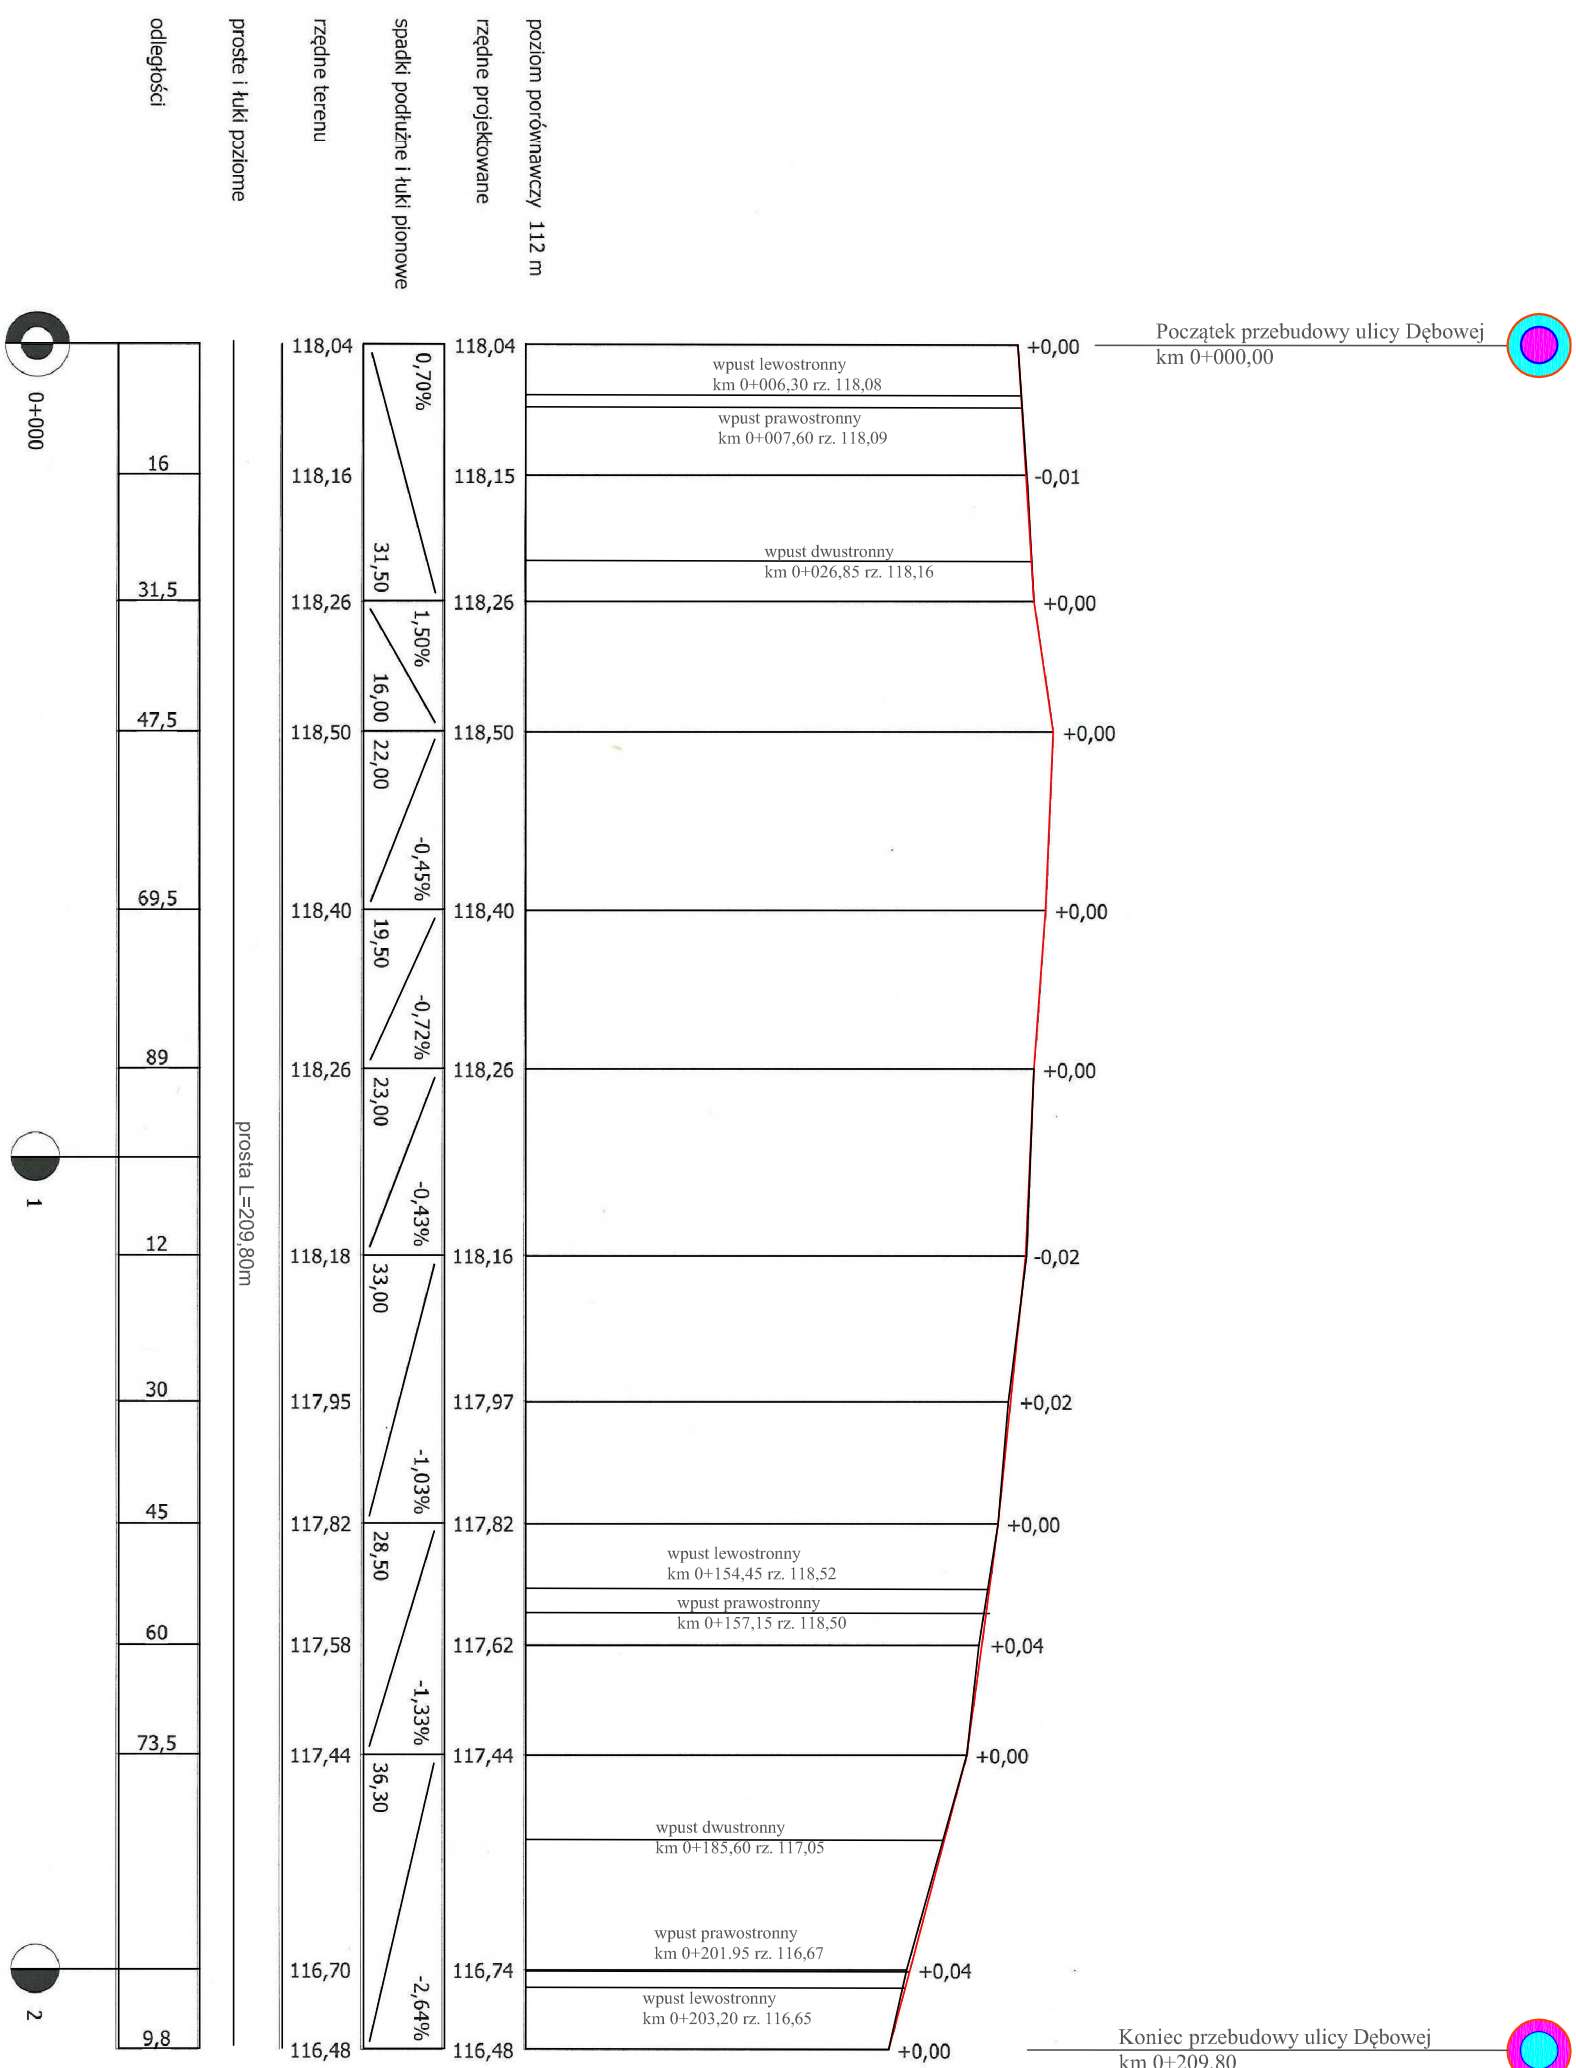 odległości
proste i łuki poziome
rzędne terenu
spadki podłużne i łuki pionowe
rzędne projektowane
poziom porównawczy 112 m
Początek przebudowy ulicy Dębowej
km 0+000,00
0+000
118,04
0,70%
118,04
+0,00
wpust lewostronny
km 0+006,30 rz. 118,08
wpust prawostronny
km 0+007,60 rz. 118,09
16
118,16
118,15
-0,01
wpust dwustronny
km 0+026,85 rz. 118,16
31,50
31,5
118,26
118,26
+0,00
1,50%
16,00
47,5
118,50
118,50
+0,00
22,00
-0,45%
69,5
118,40
118,40
+0,00
19,50
-0,72%
89
118,26
118,26
+0,00
23,00
-0,43%
1
prosta L=209,80m
12
118,18
118,16
-0,02
33,00
30
117,95
117,97
+0,02
-1,03%
45
117,82
117,82
+0,00
28,50
wpust lewostronny
km 0+154,45 rz. 118,52
wpust prawostronny
km 0+157,15 rz. 118,50
60
117,58
117,62
+0,04
-1,33%
73,5
117,44
117,44
+0,00
36,30
wpust dwustronny
km 0+185,60 rz. 117,05
wpust prawostronny
km 0+201.95 rz. 116,67
116,70
116,74
+0,04
2
wpust lewostronny
km 0+203,20 rz. 116,65
-2,64%
9,8
116,48
116,48
+0,00
Koniec przebudowy ulicy Dębowej
km 0+209,80